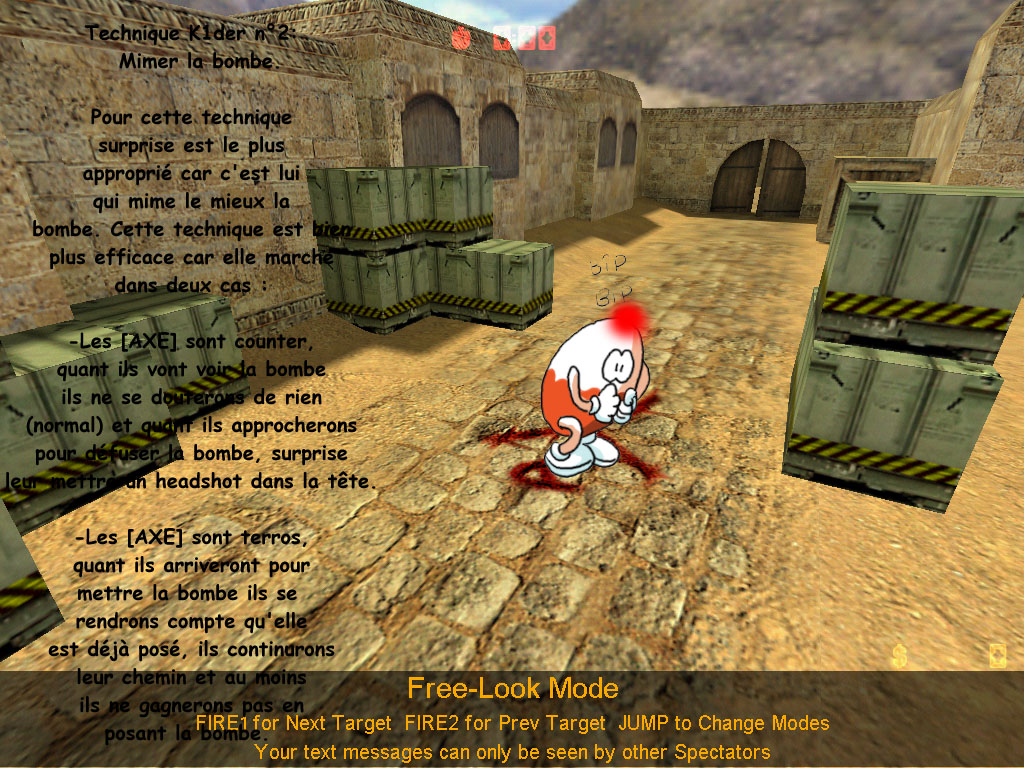 Technique K1der n°2:
Mimer la bombe.
Pour cette technique
surprise est le plus
approprié car c'est lui
qui mime le mieux la
bombe. Cette technique est bien
plus efficace car elle marche
dans deux cas :
-Les [AXE] sont counter,
quant ils vont voir la bombe
ils ne se douterons de rien
(normal) et quant ils approcherons
pour défuser la bombe, surprise
leur mettra un headshot dans la tête.
-Les [AXE] sont terros,
quant ils arriveront pour
mettre la bombe ils se
rendrons compte qu'elle
est déjà posé, ils continurons
leur chemin et au moins
ils ne gagnerons pas en
posant la bombe.
bip
Bip
Free-Look Mode
FIRE1 for Next Target FIRE2 for Prev Target JUMP to Change Modes
Your text messages can only be seen by other Spectators